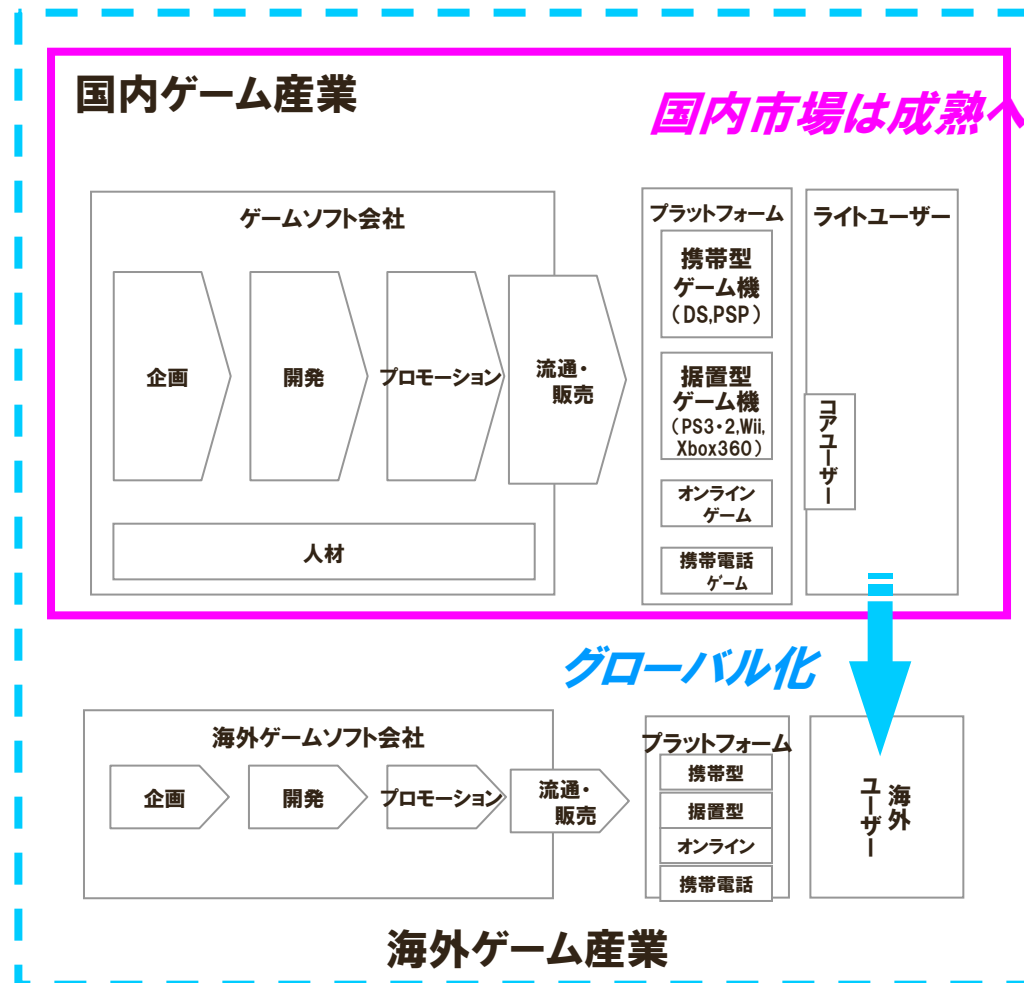 国内ゲーム産業
国内市場は成熟へ
ゲームソフト会社
企画
開発
プロモーション
流通・
販売
人材
プラットフォーム
携帯型
ゲーム機
(DS,PSP)
据置型
ゲーム機
(PS3・2,Wii,
Xbox360)
オンライン
ゲーム
携帯電話
ゲーム
ライトユーザー
コアユーザー
グローバル化
海外ゲームソフト会社
企画
開発
プロモーション
流通・
販売
プラットフォーム
携帯型
据置型
オンライン
携帯電話
海外
ユーザー
海外ゲーム産業